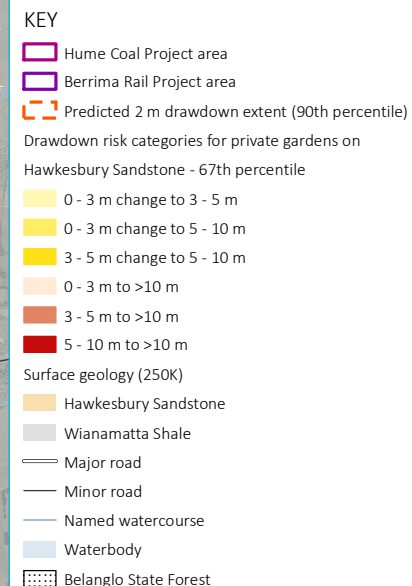 KEY
Hume Coal Project area
Berrima Rail Project area
Predicted 2 m drawdown extent (90th percentile)
Drawdown risk categories for private gardens on
Hawkesbury Sandstone - 67th percentile
0 - 3 m change to 3 - 5 m
0 - 3 m change to 5 - 10 m
3 - 5 m change to 5 - 10 m
0 - 3 m to >10 m
3 - 5 m to >10 m
5 - 10 m to >10 m
Surface geology (250K)
Hawkesbury Sandstone
Wianamatta Shale
Major road
Minor road
Named watercourse
Waterbody
Belanglo State Forest